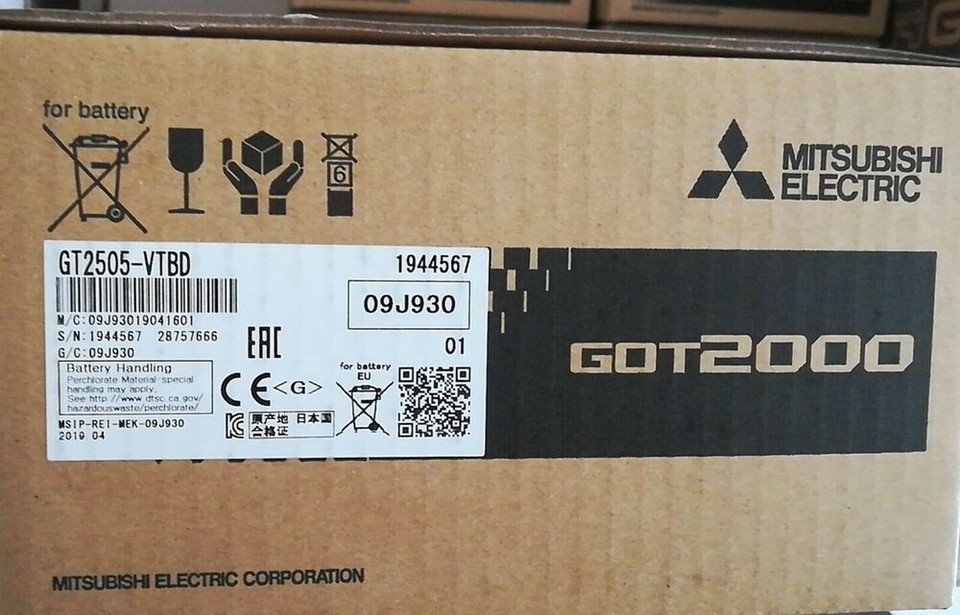 for battery
6
MITSUBISHI
ELECTRIC
GT2505-VTBD
1944567
M/C:09J93019041601
09J930
S/N:1944567 28757666
G/C:09J930
EAC
01
Battery Handling
Perchlorate Material-special
handling may apply.
See http://www.dtsc.ca.gov/
hazardouswaste/perchlorate/
CE <G>
for battery
EU
MSIP-REI-MEK-09J930
2019.04
原产地 日本国
合格证
GOT2000
MITSUBISHI ELECTRIC CORPORATION